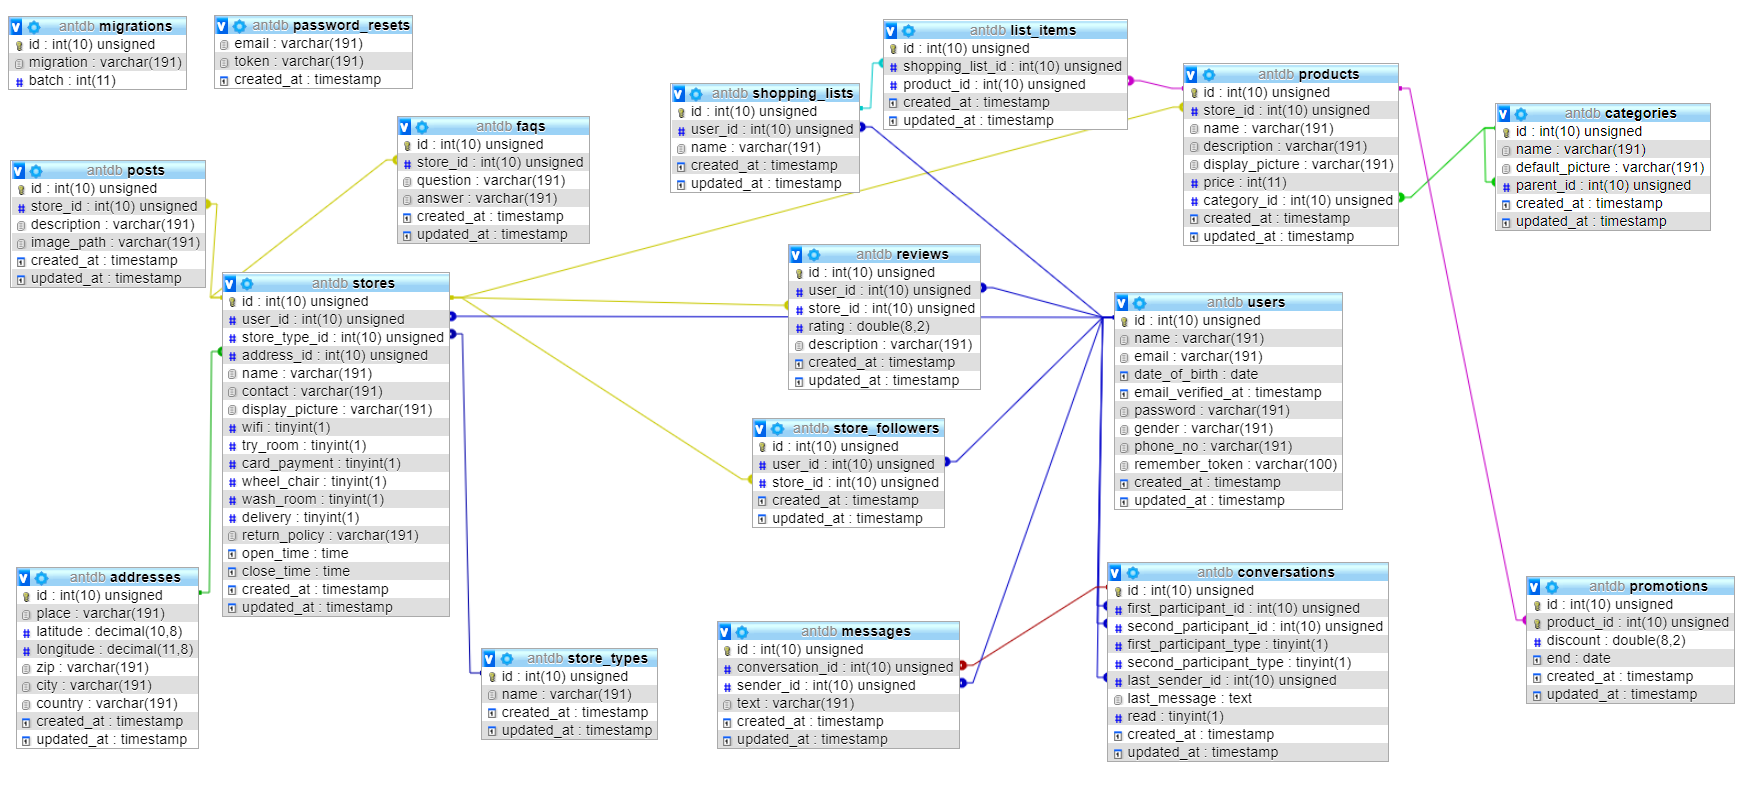 antdb migrations
id : int(10) unsigned
migration : varchar(191)
batch : int(11)
antdb password_resets
email : varchar(191)
token : varchar(191)
created_at : timestamp
antdb list_items
id : int(10) unsigned
shopping_list_id : int(10) unsigned
product_id : int(10) unsigned
created_at : timestamp
updated_at : timestamp
antdb shopping_lists
id : int(10) unsigned
user_id : int(10) unsigned
name : varchar(191)
created_at : timestamp
updated_at : timestamp
antdb products
id : int(10) unsigned
store_id : int(10) unsigned
name : varchar(191)
description : varchar(191)
display_picture : varchar(191)
price : int(11)
category_id : int(10) unsigned
created_at : timestamp
updated_at : timestamp
antdb categories
id : int(10) unsigned
name : varchar(191)
default_picture : varchar(191)
parent_id : int(10) unsigned
created_at : timestamp
updated_at : timestamp
antdb faqs
id : int(10) unsigned
store_id : int(10) unsigned
question : varchar(191)
answer : varchar(191)
created_at : timestamp
updated_at : timestamp
antdb posts
id : int(10) unsigned
store_id : int(10) unsigned
description : varchar(191)
image_path : varchar(191)
created_at : timestamp
updated_at : timestamp
antdb stores
id : int(10) unsigned
user_id : int(10) unsigned
store_type_id : int(10) unsigned
address_id : int(10) unsigned
name : varchar(191)
contact : varchar(191)
display_picture : varchar(191)
wifi : tinyint(1)
try_room : tinyint(1)
card_payment : tinyint(1)
wheel_chair : tinyint(1)
wash_room : tinyint(1)
delivery : tinyint(1)
return_policy : varchar(191)
open_time : time
close_time : time
created_at : timestamp
updated_at : timestamp
antdb reviews
id : int(10) unsigned
user_id : int(10) unsigned
store_id : int(10) unsigned
rating : double(8,2)
description : varchar(191)
created_at : timestamp
updated_at : timestamp
antdb users
id : int(10) unsigned
name : varchar(191)
email : varchar(191)
date_of_birth : date
email_verified_at : timestamp
password : varchar(191)
gender : varchar(191)
phone_no : varchar(191)
remember_token : varchar(100)
created_at : timestamp
updated_at : timestamp
antdb store_followers
id : int(10) unsigned
user_id : int(10) unsigned
store_id : int(10) unsigned
created_at : timestamp
updated_at : timestamp
antdb addresses
id : int(10) unsigned
place : varchar(191)
latitude : decimal(10,8)
longitude : decimal(11,8)
zip : varchar(191)
city : varchar(191)
country : varchar(191)
created_at : timestamp
updated_at : timestamp
antdb store_types
id : int(10) unsigned
name : varchar(191)
created_at : timestamp
updated_at : timestamp
antdb messages
id : int(10) unsigned
conversation_id : int(10) unsigned
sender_id : int(10) unsigned
text : varchar(191)
created_at : timestamp
updated_at : timestamp
antdb conversations
id : int(10) unsigned
first_participant_id : int(10) unsigned
second_participant_id : int(10) unsigned
first_participant_type : tinyint(1)
second_participant_type : tinyint(1)
last_sender_id : int(10) unsigned
last_message : text
read : tinyint(1)
created_at : timestamp
updated_at : timestamp
antdb promotions
id : int(10) unsigned
product_id : int(10) unsigned
discount : double(8,2)
end : date
created_at : timestamp
updated_at : timestamp